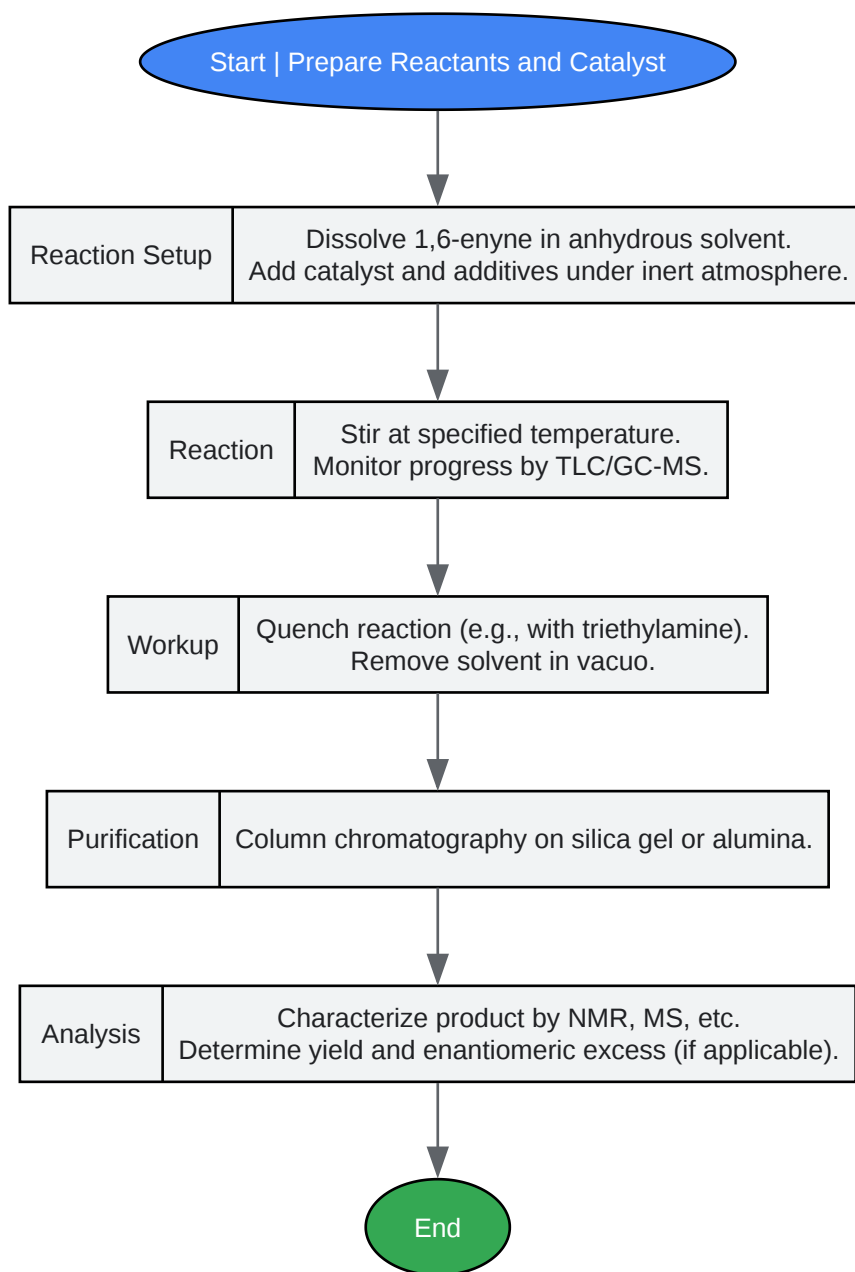 Start | Prepare Reactants and Catalyst
Reaction Setup
Dissolve 1,6-enyne in anhydrous solvent.
Add catalyst and additives under inert atmosphere.
Reaction
Stir at specified temperature.
Monitor progress by TLC/GC-MS.
Workup
Quench reaction (e.g., with triethylamine).
Remove solvent in vacuo.
Purification
Column chromatography on silica gel or alumina.
Analysis
Characterize product by NMR, MS, etc.
Determine yield and enantiomeric excess (if applicable).
End